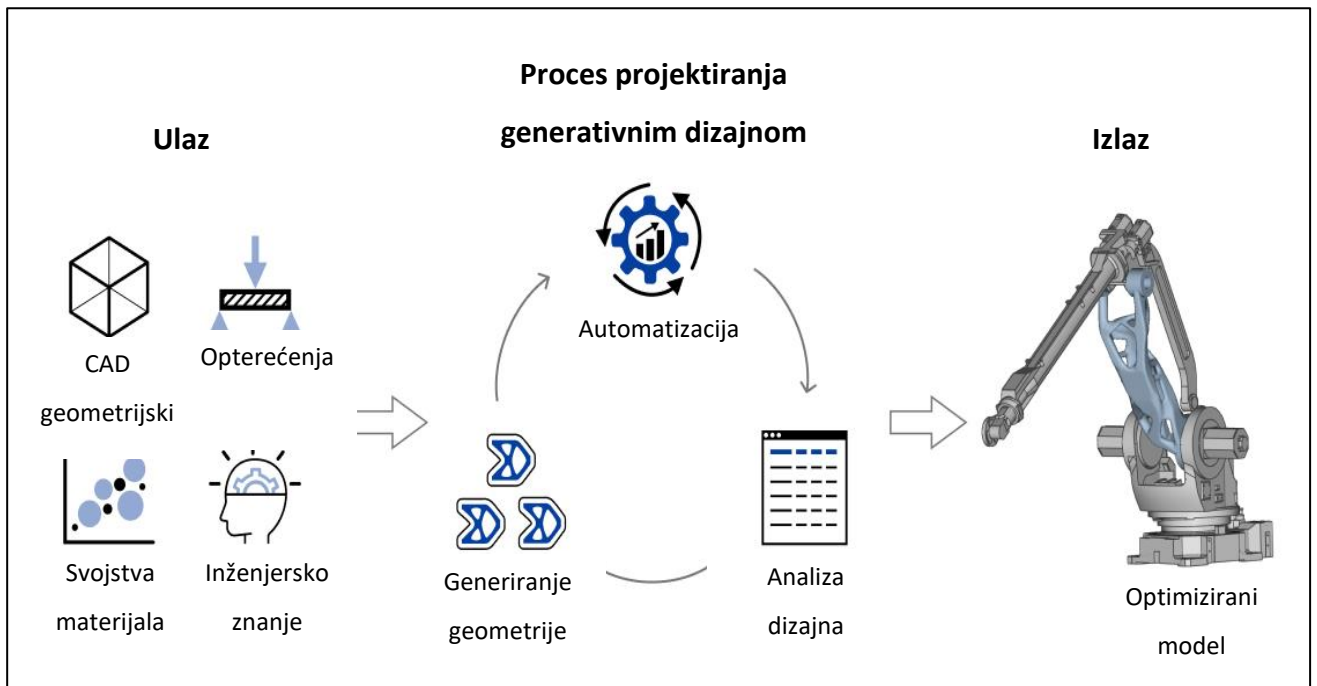 Proces projektiranja
generativnim dizajnom
Ulaz
Izlaz
CAD
geometrijski
Opterećenja
Svojstva
materijala
Inženjersko
znanje
Automatizacija
Generiranje
geometrije
Analiza
dizajna
Optimizirani
model